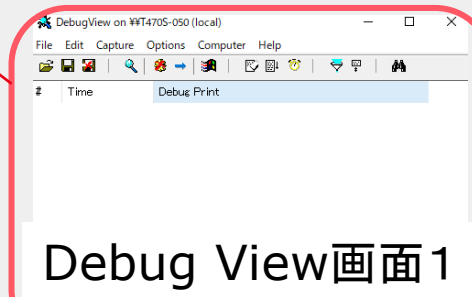 DebugView on ¥¥T470S-050 (local)
File Edit Capture Options Computer Help
# Time Debug Print
Debug View画面1